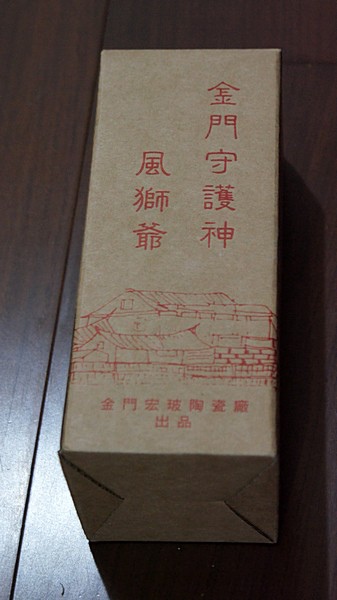 金門守護神
風獅爺
金門宏玻陶瓷廠
出品